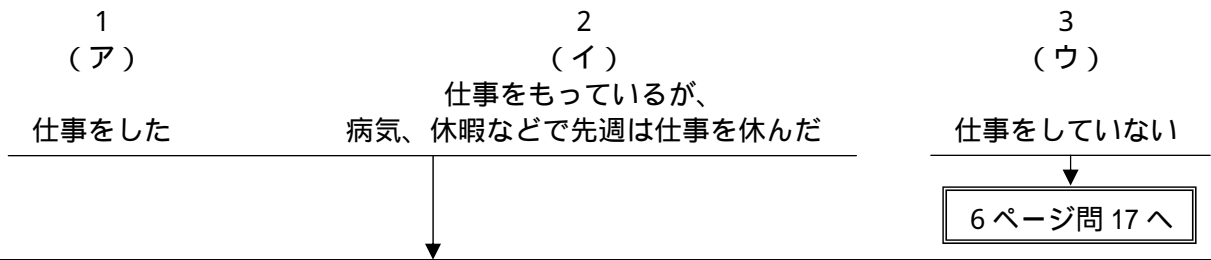 1 2 3
(ア) (イ) (ウ)
仕事をもっているが、
仕事をした 病気、休暇などで先週は仕事を休んだ 仕事をしていない
6 ページ問 17 へ